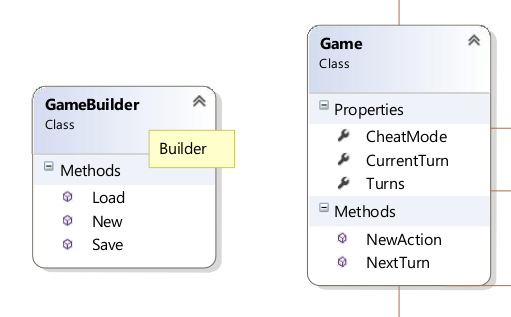 GameBuilder
Class
Builder
Methods
Load
New
Save
Game
Class
Properties
CheatMode
CurrentTurn
Turns
Methods
NewAction
NextTurn